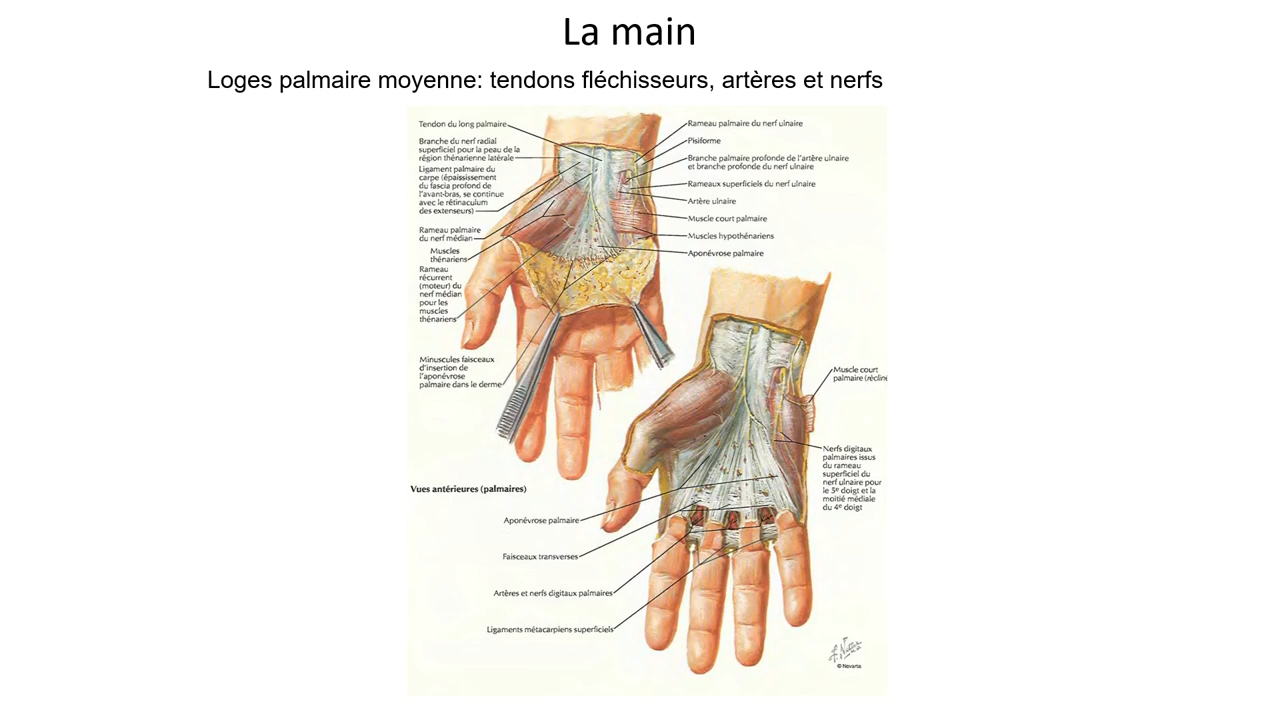 La main
Loges palmaire moyenne: tendons fléchisseurs, artères et nerfs
Tendon du long palmaire
Branche du nerf radial
superficiel pour la peau de la
région thénarienne latérale
Ligament palmaire du
carpe (épaississement
du fascia profond de
l'avant-bras, se continue
avec le rétinaculum
des extenseurs)
Rameau palmaire
du nerf médian
Muscles
thénariens
Rameau
récurrent
(moteur) du
nerf médian
pour les
muscles
thénariens
Minuscules faisceaux
d'insertion de
l'aponévrose
palmaire dans le derme
Rameau palmaire du nerf ulnaire
Pisiforme
Branche palmaire profonde de l'artère ulnaire
et branche profonde du nerf ulnaire
Rameaux superficiels du nerf ulnaire
Artère ulnaire
Muscle court palmaire
Muscles hypothénariens
Aponévrose palmaire
Muscle court
palmaire (récliné
Nerfs digitaux
palmaires issus
du rameau
superficiel du
nerf ulnaire pour
le 5e doigt et la
moitié médiale
du 4e doigt
Vues antérieures (palmaires)
Aponévrose palmaire
Faisceaux transverses
Artères et nerfs digitaux palmaires
Ligaments métacarpiens superficiels
© Novartis